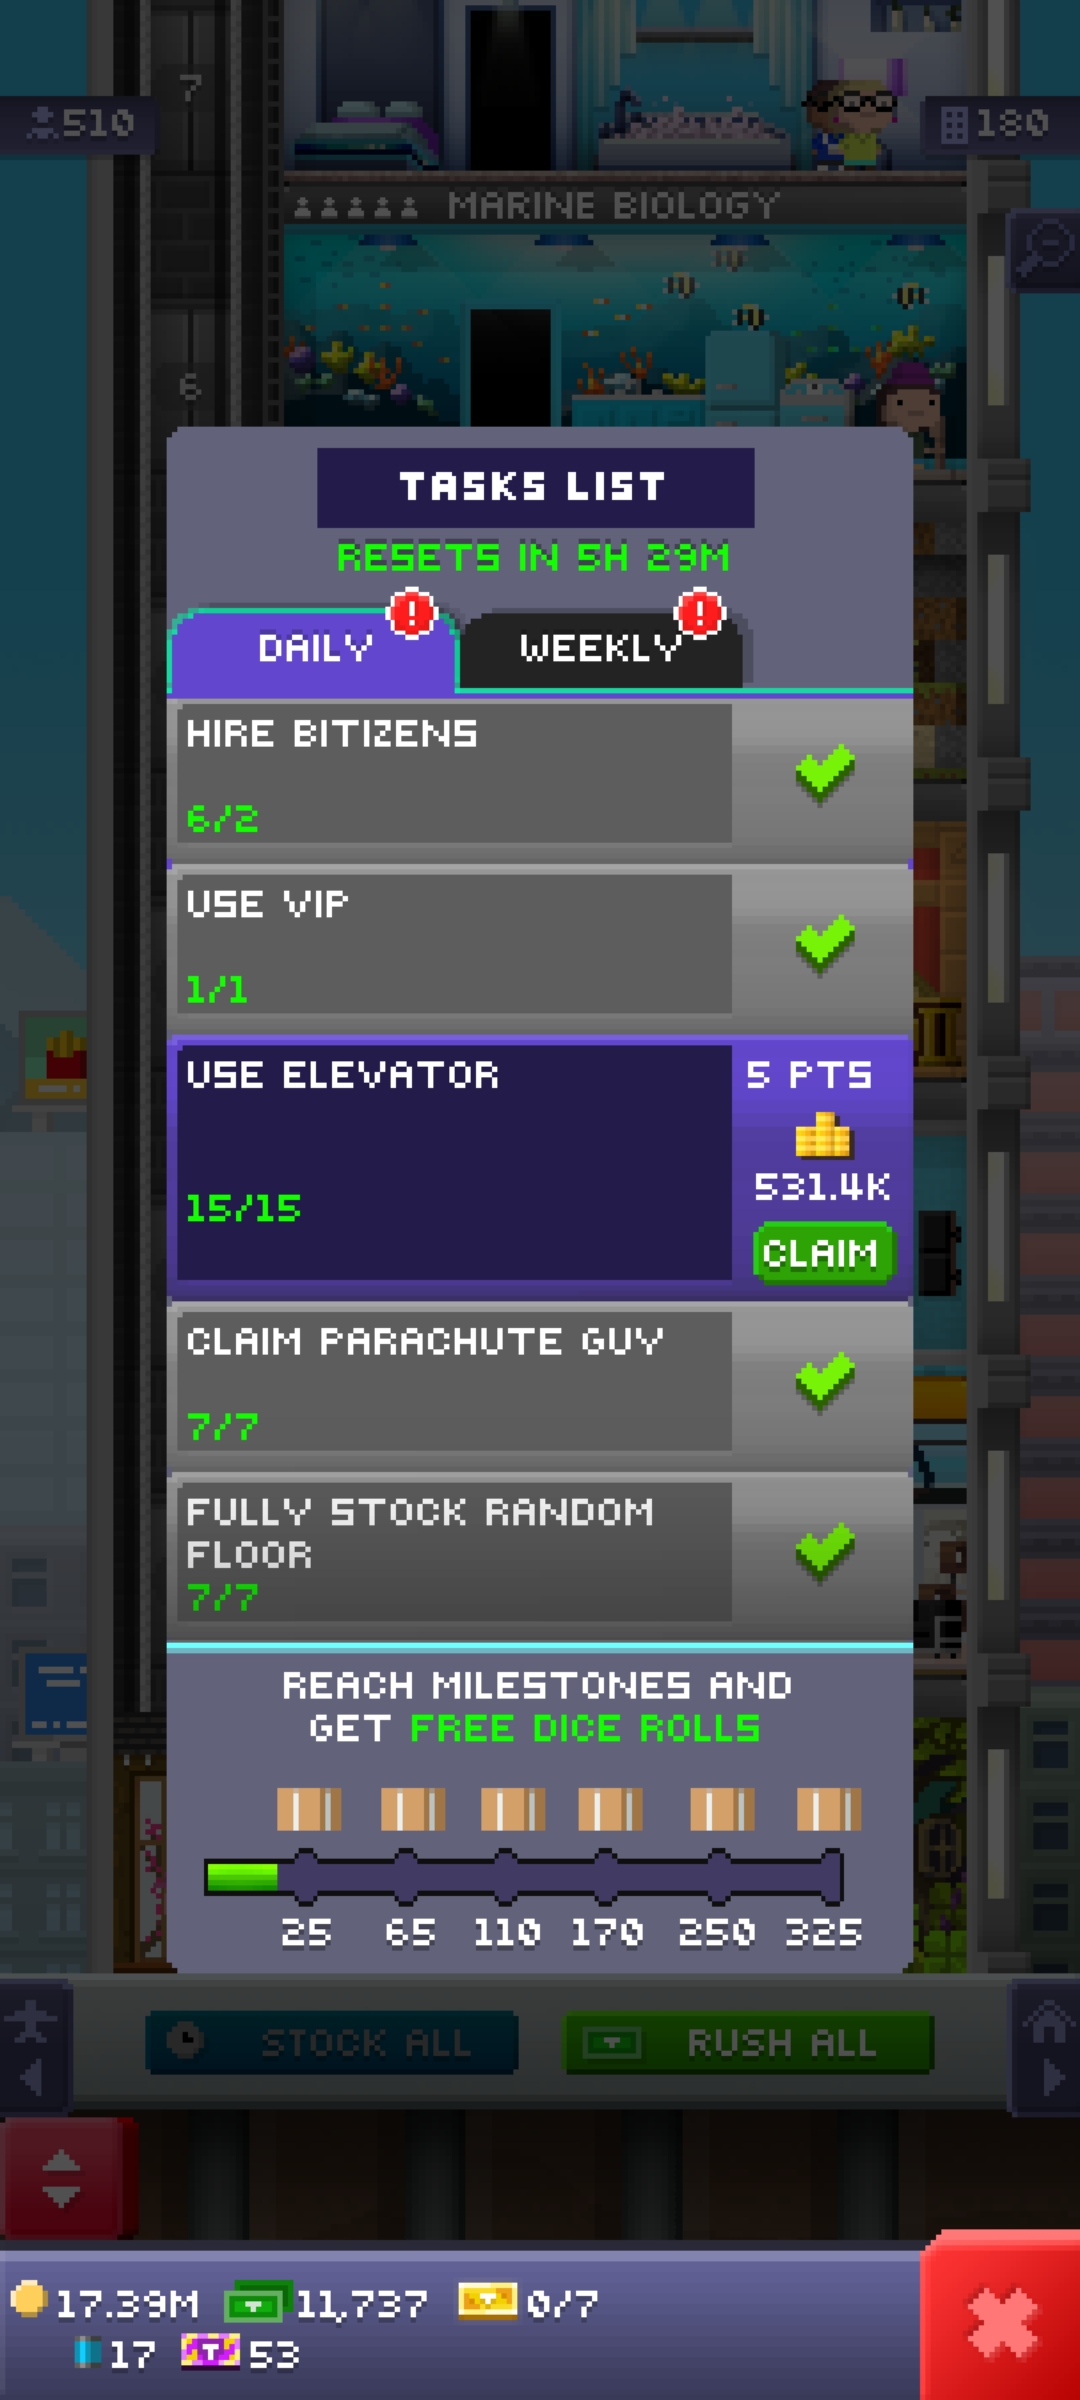 7
510
180
MARINE BIOLOGY
6
TASKS LIST
RESETS IN 5H 29M
DAILY
WEEKLY
HIRE BITIZENS
6/2
USE VIP
1/1
USE ELEVATOR
5 PTS
531.4K
15/15
CLAIM
CLAIM PARACHUTE GUY
7/7
FULLY STOCK RANDOM
FLOOR
7/7
REACH MILESTONES AND
GET FREE DICE ROLLS
25 65 110 170 250 325
STOCK ALL
RUSH ALL
17.39M 11,737 0/7
17 53